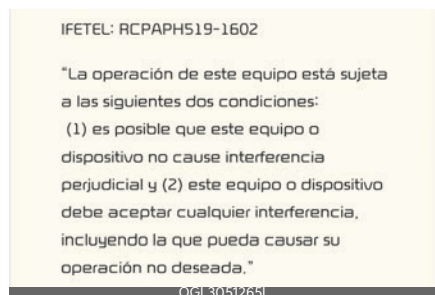 IFETEL: RCPAPH519-1602
“La operación de este equipo está sujeta
a las siguientes dos condiciones:
(1) es posible que este equipo o
dispositivo no cause interferencia
perjudicial y (2) este equipo o dispositivo
debe aceptar cualquier interferencia,
incluyendo la que pueda causar su
operación no deseada.”